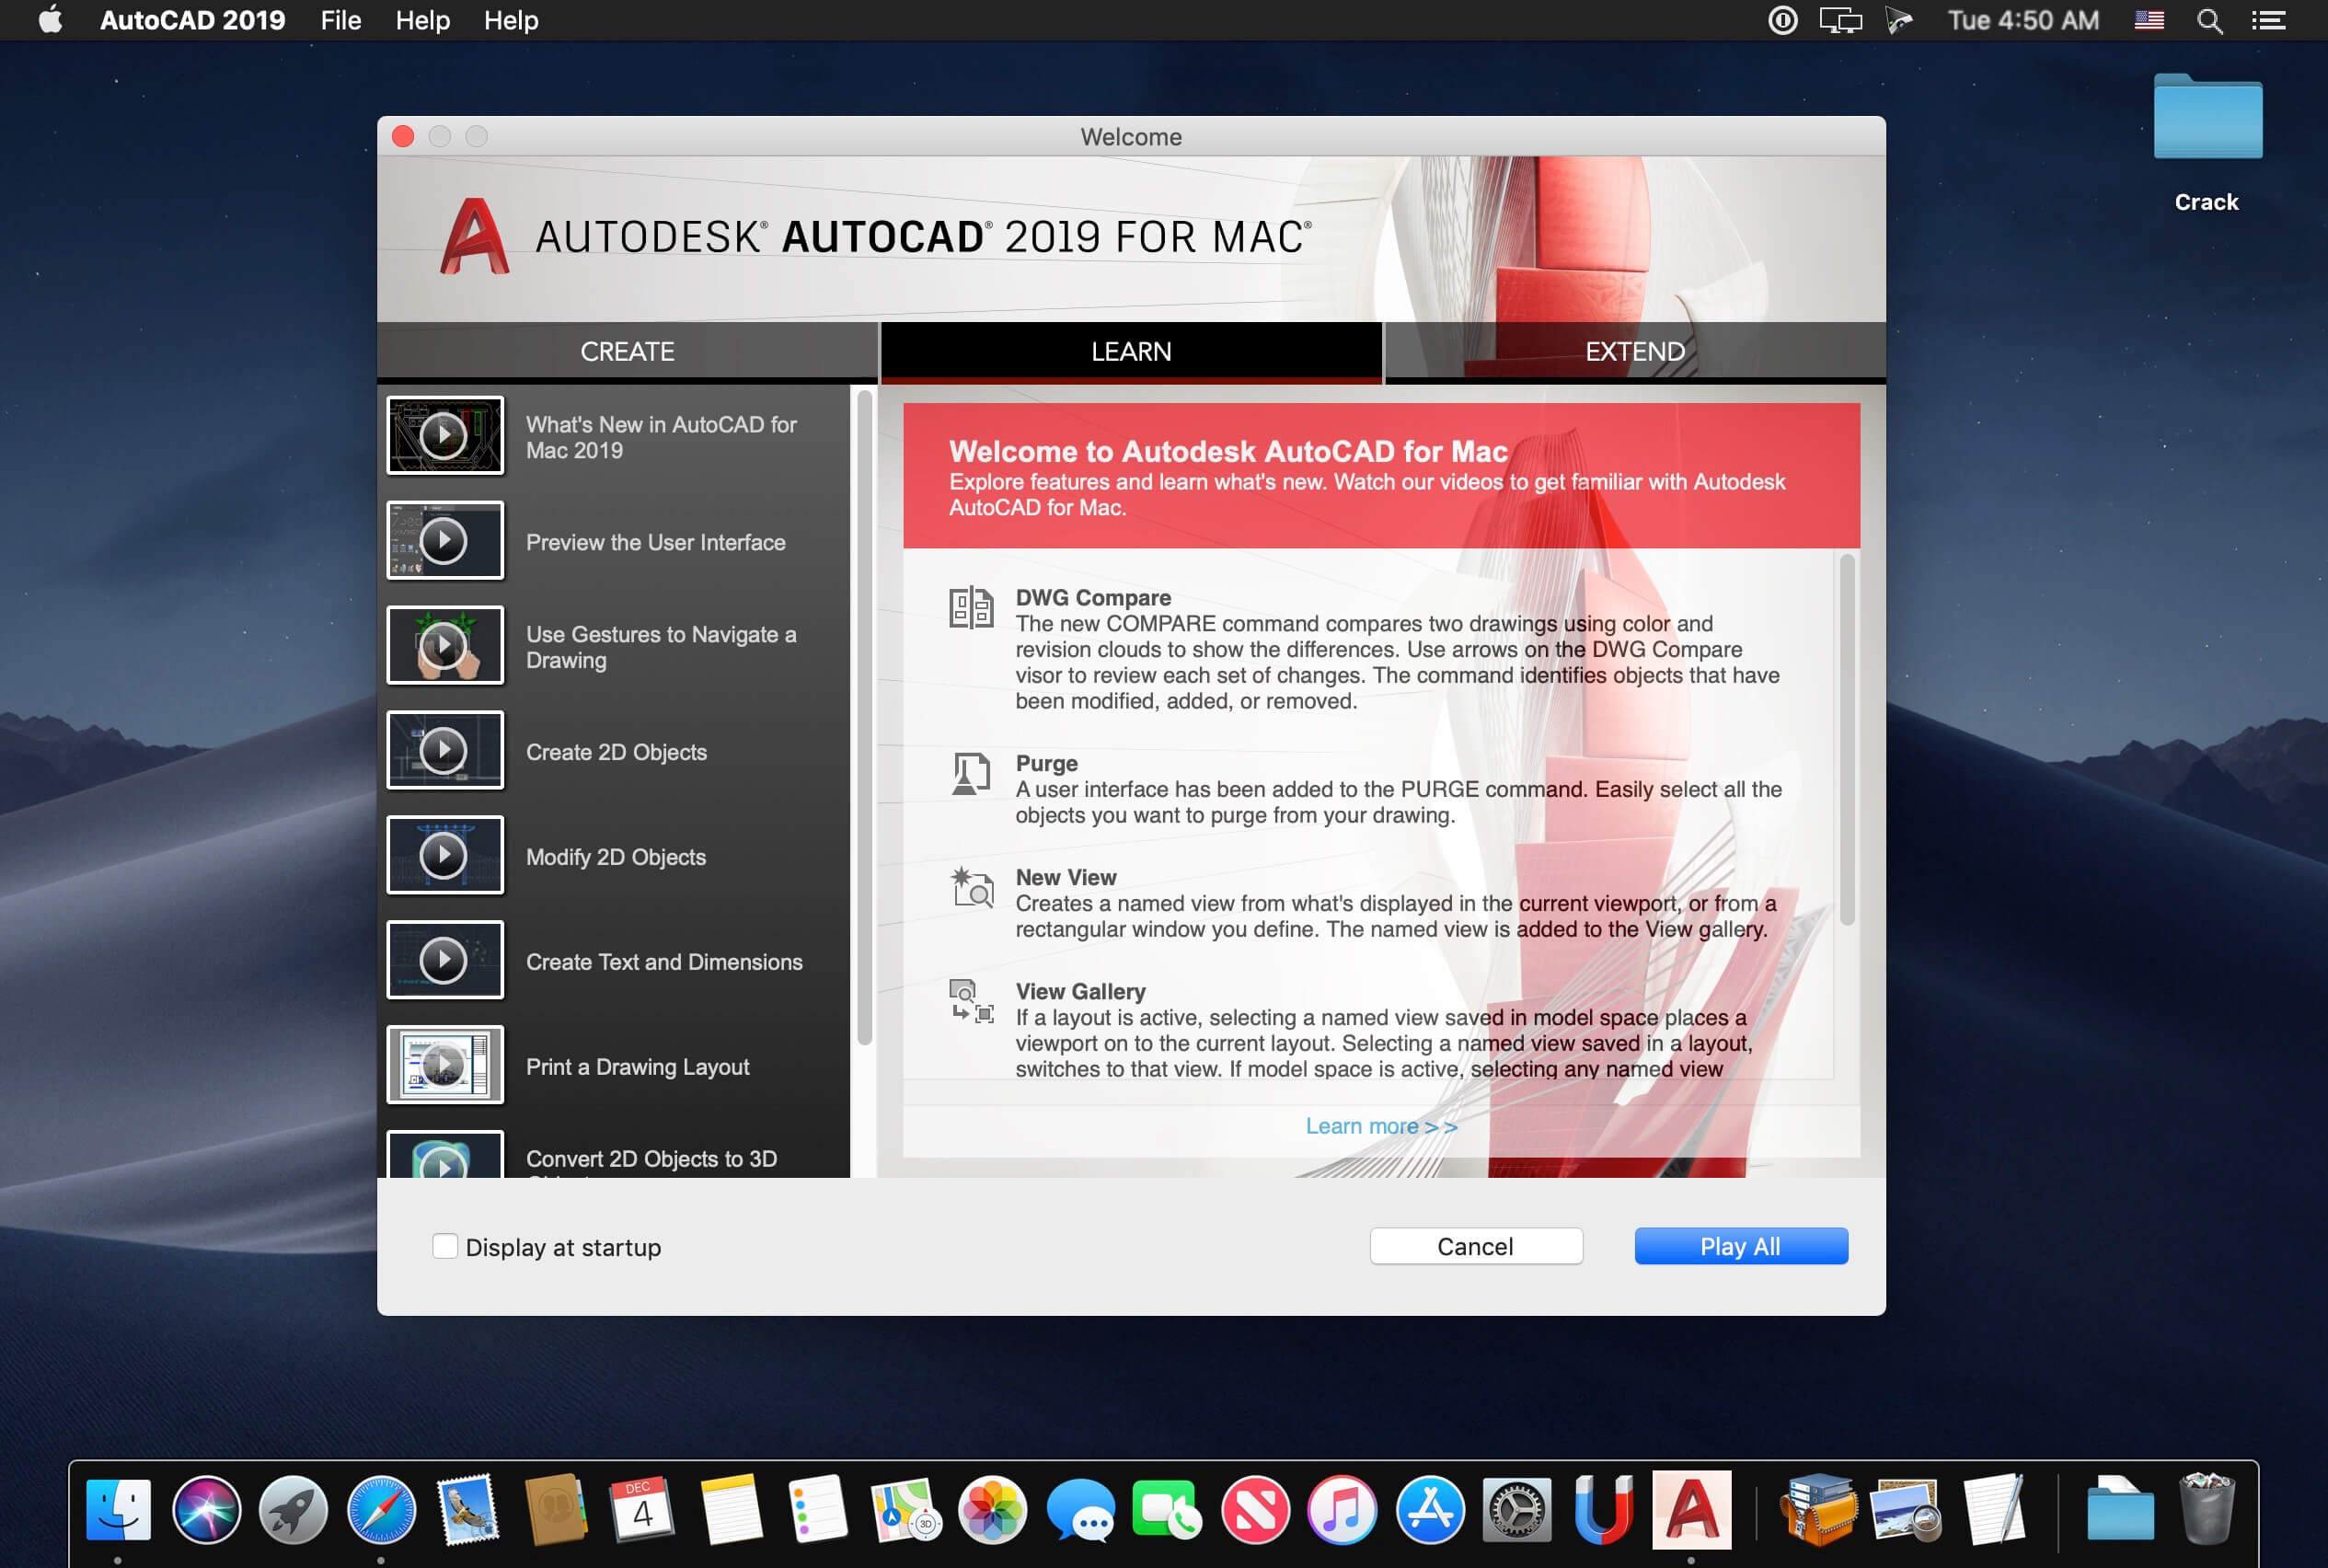 AutoCAD 2019 File Help Help
Tue 4:50 AM
Crack
Welcome
AUTODESK® AUTOCAD® 2019 FOR MAC®
CREATE
LEARN
EXTEND
What's New in AutoCAD for
Mac 2019
Preview the User Interface
Use Gestures to Navigate a
Drawing
Create 2D Objects
Modify 2D Objects
Create Text and Dimensions
Print a Drawing Layout
Convert 2D Objects to 3D
Welcome to Autodesk AutoCAD for Mac
Explore features and learn what's new. Watch our videos to get familiar with Autodesk
AutoCAD for Mac.
DWG Compare
The new COMPARE command compares two drawings using color and
revision clouds to show the differences. Use arrows on the DWG Compare
visor to review each set of changes. The command identifies objects that have
been modified, added, or removed.
Purge
A user interface has been added to the PURGE command. Easily select all the
objects you want to purge from your drawing.
New View
Creates a named view from what's displayed in the current viewport, or from a
rectangular window you define. The named view is added to the View gallery.
View Gallery
If a layout is active, selecting a named view saved in model space places a
viewport on to the current layout. Selecting a named view saved in a layout,
switches to that view. If model space is active, selecting any named view
Learn more > >
Display at startup
Cancel
Play All
DEC
4
3D